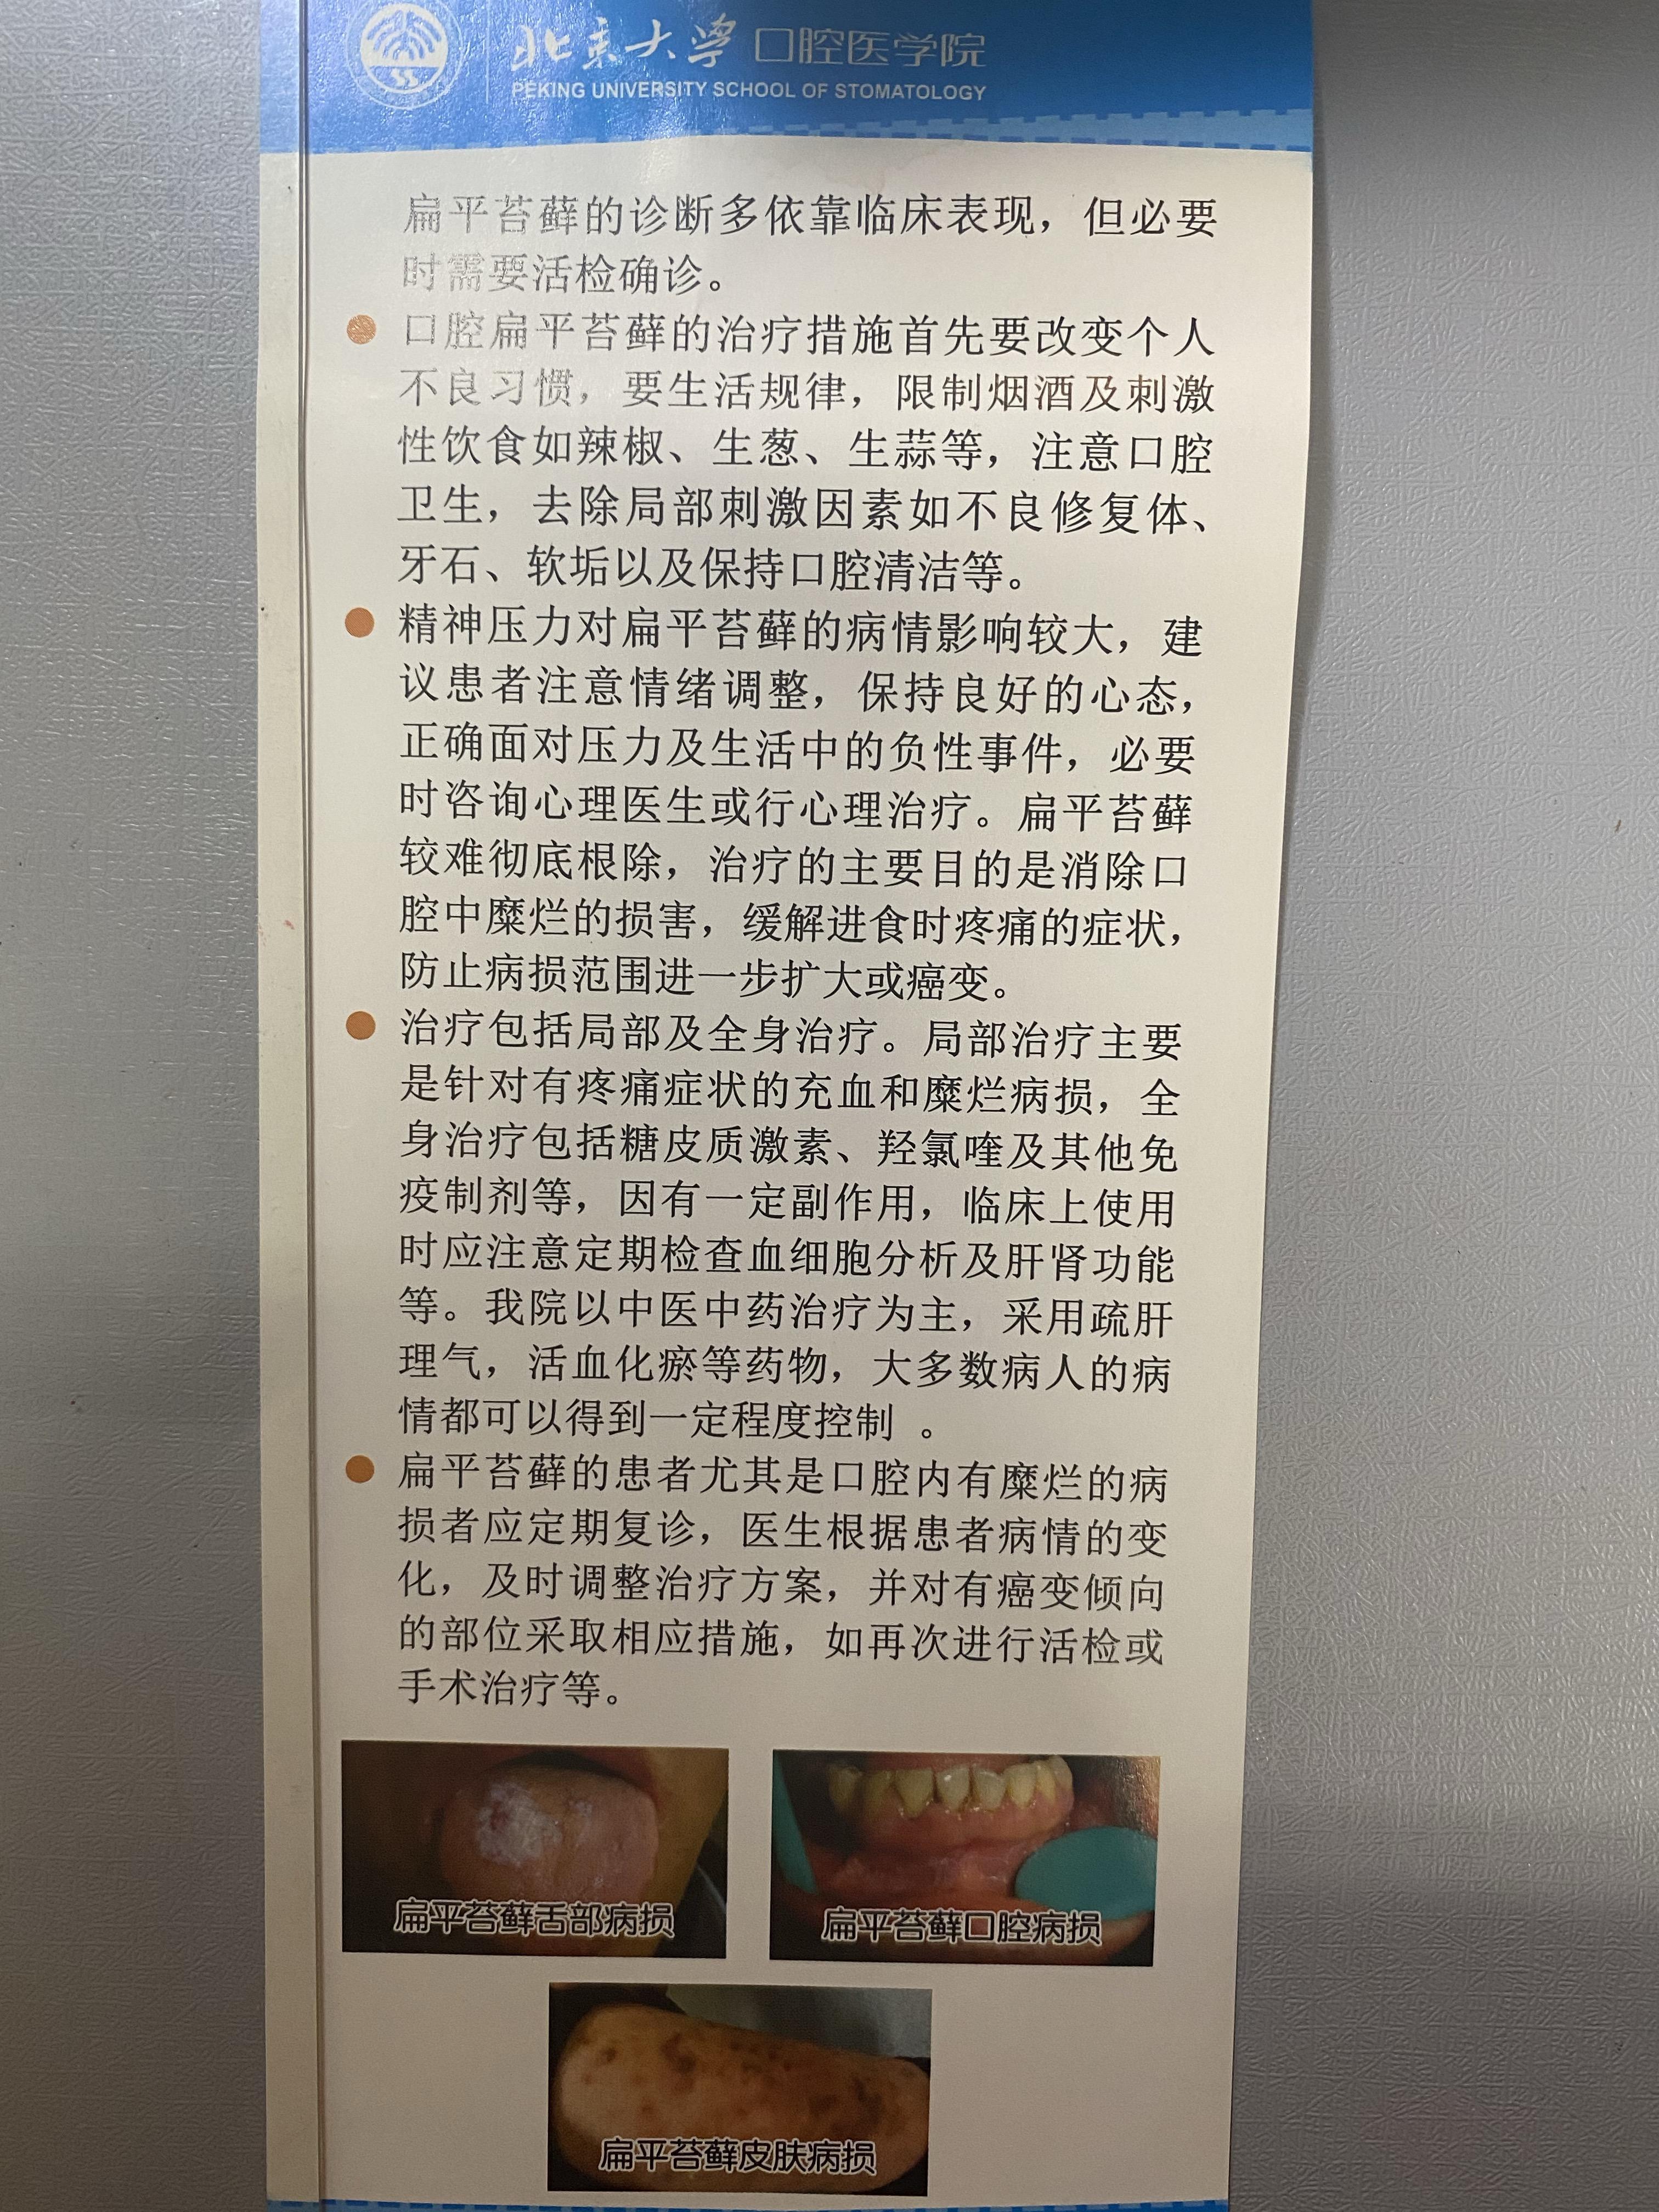 北京大学 口腔医学院
PEKING UNIVERSITY SCHOOL OF STOMATOLOGY
扁平苔藓的诊断多依靠临床表现，但必要
时需要活检确诊。
口腔扁平苔藓的治疗措施首先要改变个人
不良习惯，要生活规律，限制烟酒及刺激
性饮食如辣椒、生葱、生蒜等，注意口腔
卫生，去除局部刺激因素如不良修复体、
牙石、软垢以及保持口腔清洁等。
精神压力对扁平苔藓的病情影响较大，建
议患者注意情绪调整，保持良好的心态，
正确面对压力及生活中的负性事件，必要
时咨询心理医生或行心理治疗。扁平苔藓
较难彻底根除，治疗的主要目的是消除口
腔中糜烂的损害，缓解进食时疼痛的症状，
防止病损范围进一步扩大或癌变。
治疗包括局部及全身治疗。局部治疗主要
是针对有疼痛症状的充血和糜烂病损，全
身治疗包括糖皮质激素、羟氯喹及其他免
疫制剂等，因有一定副作用，临床上使用
时应注意定期检查血细胞分析及肝肾功能
等。我院以中医中药治疗为主，采用疏肝
理气，活血化瘀等药物，大多数病人的病
情都可以得到一定程度控制 。
扁平苔藓的患者尤其是口腔内有糜烂的病
损者应定期复诊，医生根据患者病情的变
化，及时调整治疗方案，并对有癌变倾向
的部位采取相应措施，如再次进行活检或
手术治疗等。
扁平苔藓舌部病损
扁平苔藓口腔病损
扁平苔藓皮肤病损